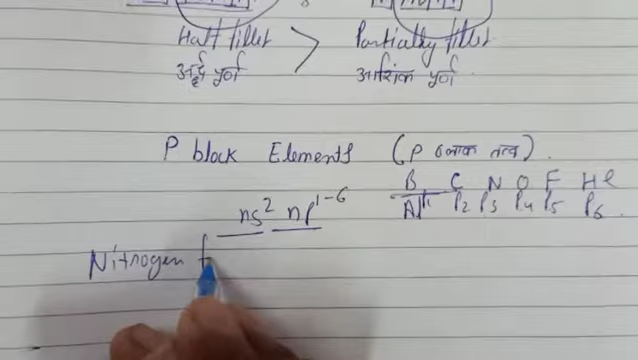 Half filled > Partially filled
अर्द्ध पूर्ण आंशिक पूर्ण
P block Elements (P ब्लाक तत्व).
B C N O F He
ns² np¹⁻⁶ Al p1 p2 p3 p4 p5 p6
Nitrogen f